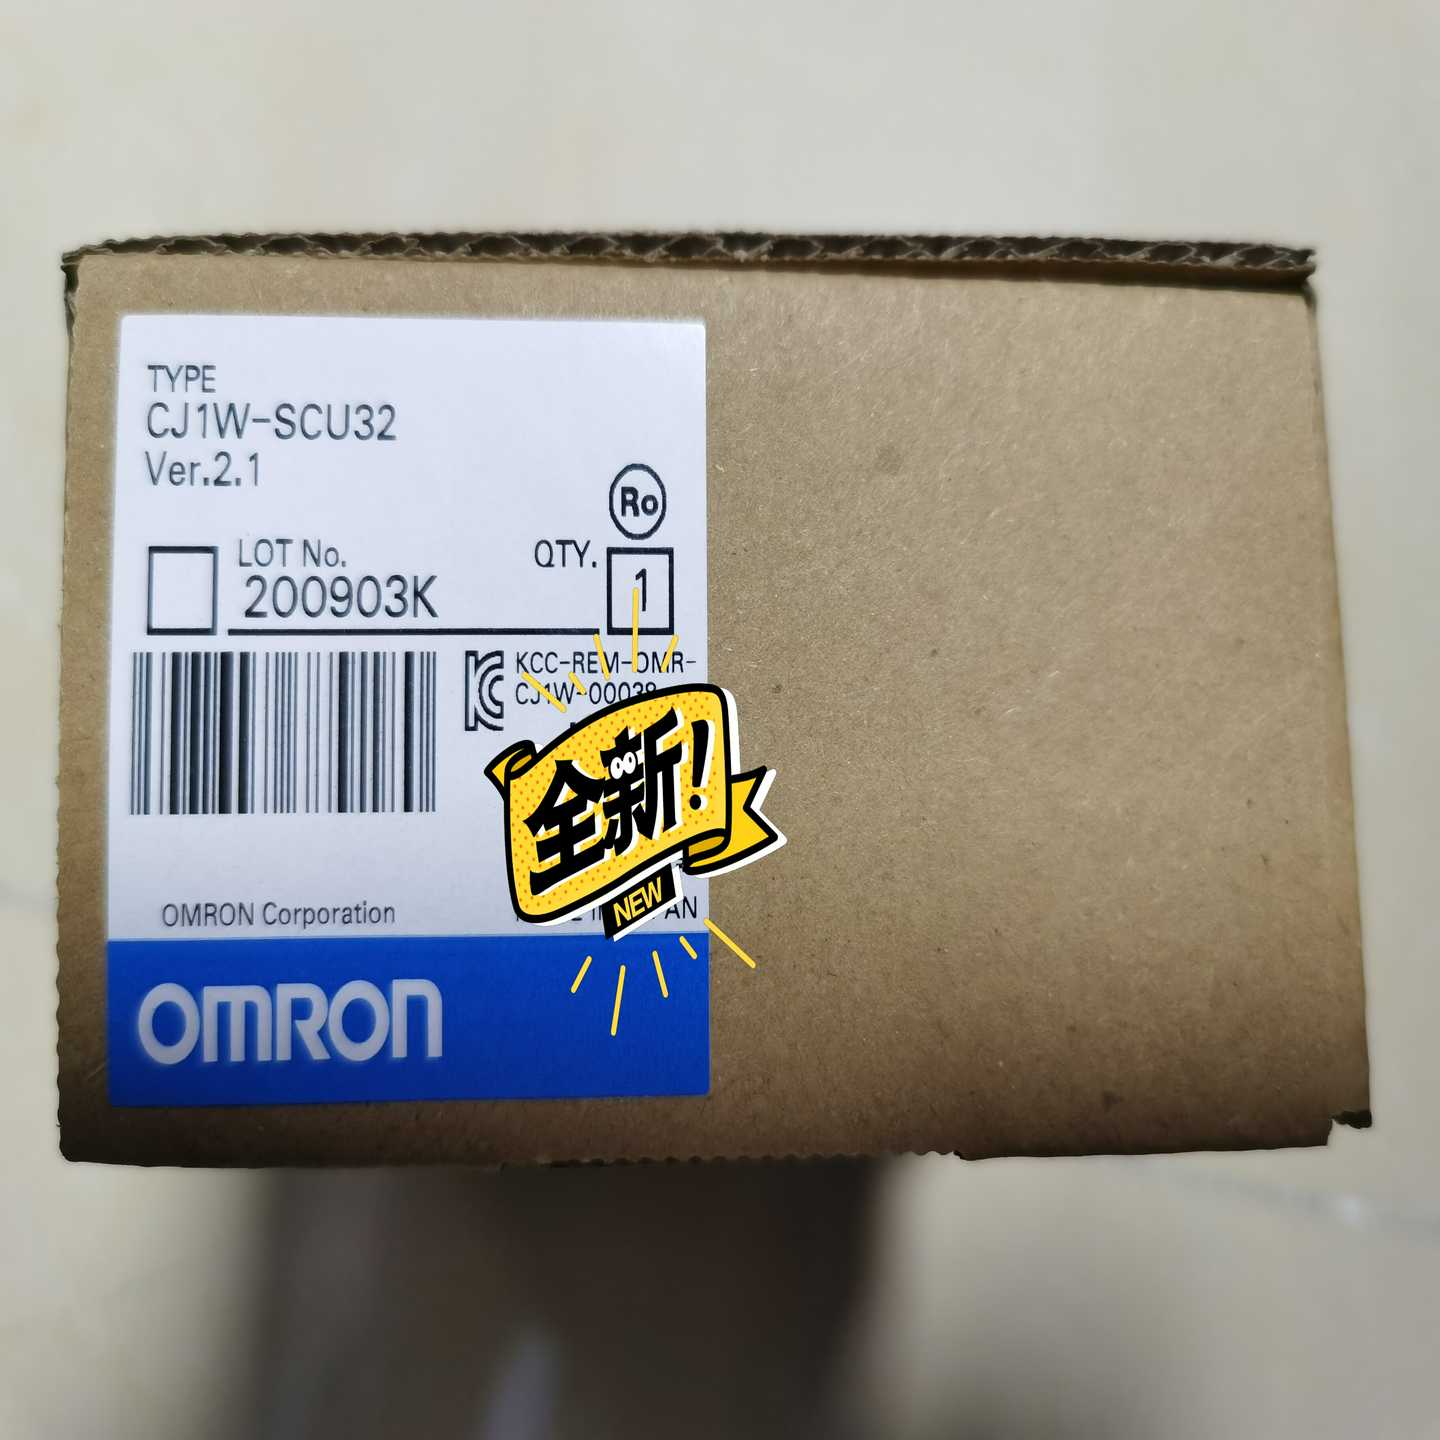 TYPE
CJ1W-SCU32
Ver.2.1
Ro
LOT No.
QTY.
200903K
1
KCC-REM-OMR-
CJ1W-00038
全新!
NEW
OMRON Corporation
OMRON